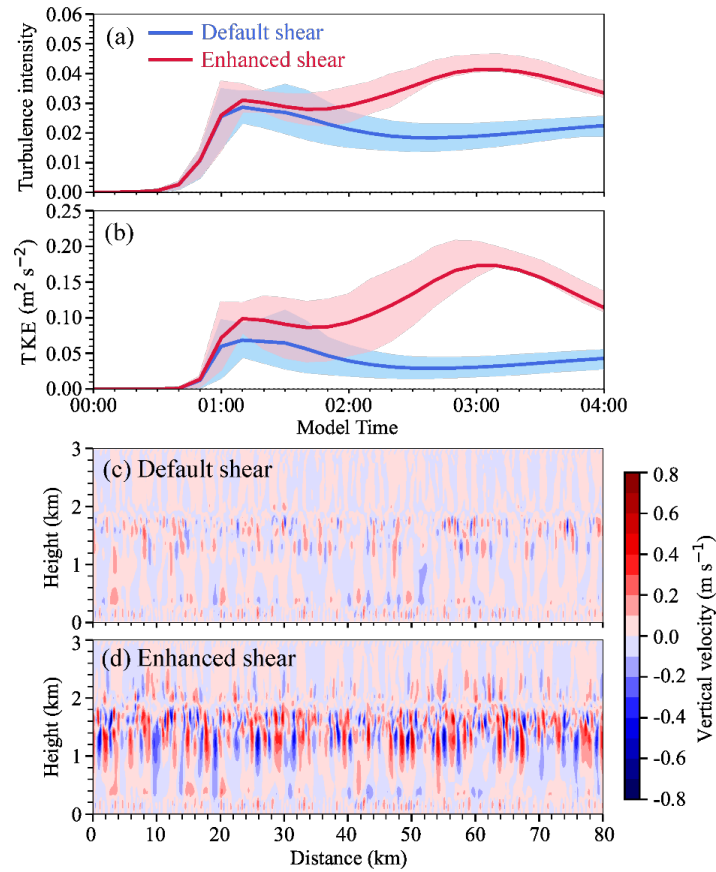 (a)
Default shear
Enhanced shear
Turbulence intensity
0.06
0.05
0.04
0.03
0.02
0.01
0.00
(b)
TKE (m² s⁻²)
0.25
0.20
0.15
0.10
0.05
0.00
00:00 01:00 02:00 03:00 04:00
Model Time
(c) Default shear
Height (km)
3
2
1
0
(d) Enhanced shear
Height (km)
3
2
1
0
0 10 20 30 40 50 60 70 80
Distance (km)
0.8
0.6
0.4
0.2
0.0
-0.2
-0.4
-0.6
-0.8
Vertical velocity (m s⁻¹)